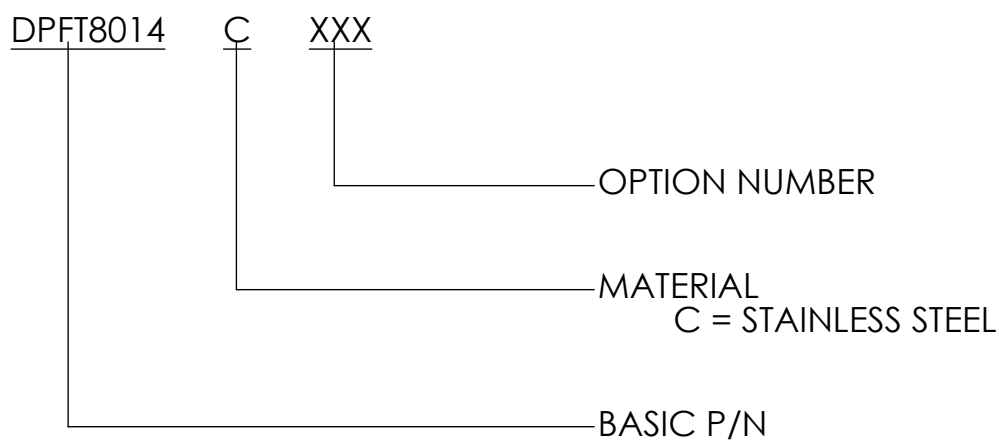 DPFT8014 C XXX
OPTION NUMBER
MATERIAL
C = STAINLESS STEEL
BASIC P/N